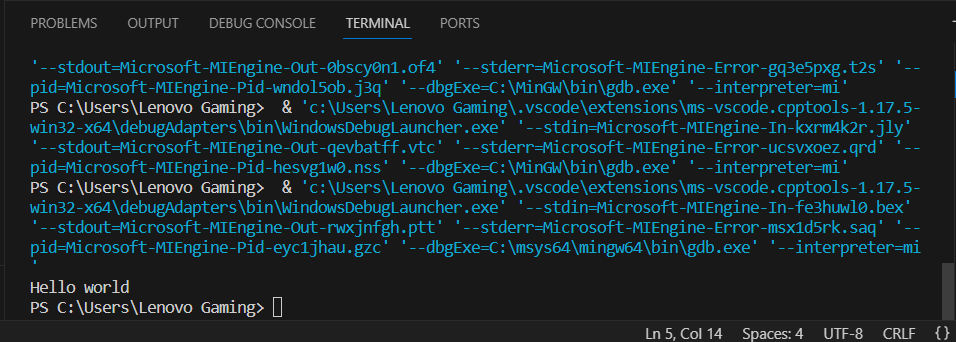 PROBLEMS OUTPUT DEBUG CONSOLE TERMINAL PORTS
'--stdout=Microsoft-MIEngine-Out-0bscy0n1.of4' '--stderr=Microsoft-MIEngine-Error-gq3e5pxg.t2s' '--
pid=Microsoft-MIEngine-Pid-wndol5ob.j3q' '--dbgExe=C:\MinGW\bin\gdb.exe' '--interpreter=mi'
PS C:\Users\Lenovo Gaming>  & 'c:\Users\Lenovo Gaming\.vscode\extensions\ms-vscode.cpptools-1.17.5-
win32-x64\debugAdapters\bin\WindowsDebugLauncher.exe' '--stdin=Microsoft-MIEngine-In-kxrm4k2r.jly'
'--stdout=Microsoft-MIEngine-Out-qevbatff.vtc' '--stderr=Microsoft-MIEngine-Error-ucsvxoez.qrd' '--
pid=Microsoft-MIEngine-Pid-hesvg1w0.nss' '--dbgExe=C:\MinGW\bin\gdb.exe' '--interpreter=mi'
PS C:\Users\Lenovo Gaming>  & 'c:\Users\Lenovo Gaming\.vscode\extensions\ms-vscode.cpptools-1.17.5-
win32-x64\debugAdapters\bin\WindowsDebugLauncher.exe' '--stdin=Microsoft-MIEngine-In-fe3huwl0.bex'
'--stdout=Microsoft-MIEngine-Out-rwxjnfgh.ptt' '--stderr=Microsoft-MIEngine-Error-msx1d5rk.saq' '--
pid=Microsoft-MIEngine-Pid-eyc1jhau.gzc' '--dbgExe=C:\msys64\mingw64\bin\gdb.exe' '--interpreter=mi
'
Hello world
PS C:\Users\Lenovo Gaming>
Ln 5, Col 14 Spaces: 4 UTF-8 CRLF {}